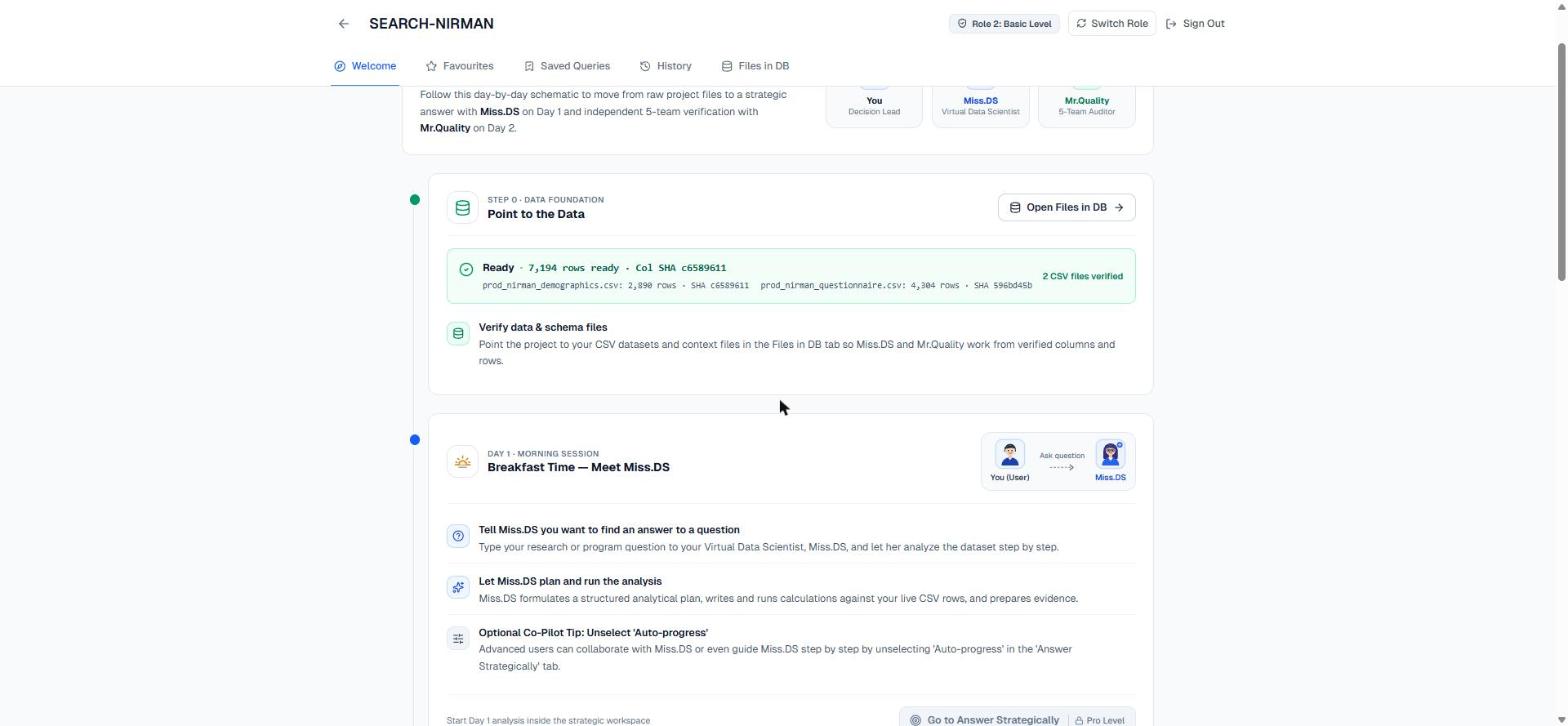 SEARCH-NIRMAN
Role 2: Basic Level
Switch Role
Sign Out
Welcome
Favourites
Saved Queries
History
Files in DB
Follow this day-by-day schematic to move from raw project files to a strategic
answer with Miss.DS on Day 1 and independent 5-team verification with
Mr.Quality on Day 2.
You
Decision Lead
Miss.DS
Virtual Data Scientist
Mr.Quality
5-Team Auditor
STEP 0 · DATA FOUNDATION
Point to the Data
Open Files in DB
Ready · 7,194 rows ready · Col SHA c6589611
prod_nirman_demographics.csv: 2,890 rows · SHA c6589611 prod_nirman_questionnaire.csv: 4,304 rows · SHA 596bd45b
2 CSV files verified
Verify data & schema files
Point the project to your CSV datasets and context files in the Files in DB tab so Miss.DS and Mr.Quality work from verified columns and
rows.
DAY 1 · MORNING SESSION
Breakfast Time — Meet Miss.DS
Ask question
You (User)
Miss.DS
Tell Miss.DS you want to find an answer to a question
Type your research or program question to your Virtual Data Scientist, Miss.DS, and let her analyze the dataset step by step.
Let Miss.DS plan and run the analysis
Miss.DS formulates a structured analytical plan, writes and runs calculations against your live CSV rows, and prepares evidence.
Optional Co-Pilot Tip: Unselect 'Auto-progress'
Advanced users can collaborate with Miss.DS or even guide Miss.DS step by step by unselecting 'Auto-progress' in the 'Answer
Strategically' tab.
Start Day 1 analysis inside the strategic workspace
Go to Answer Strategically
Pro Level